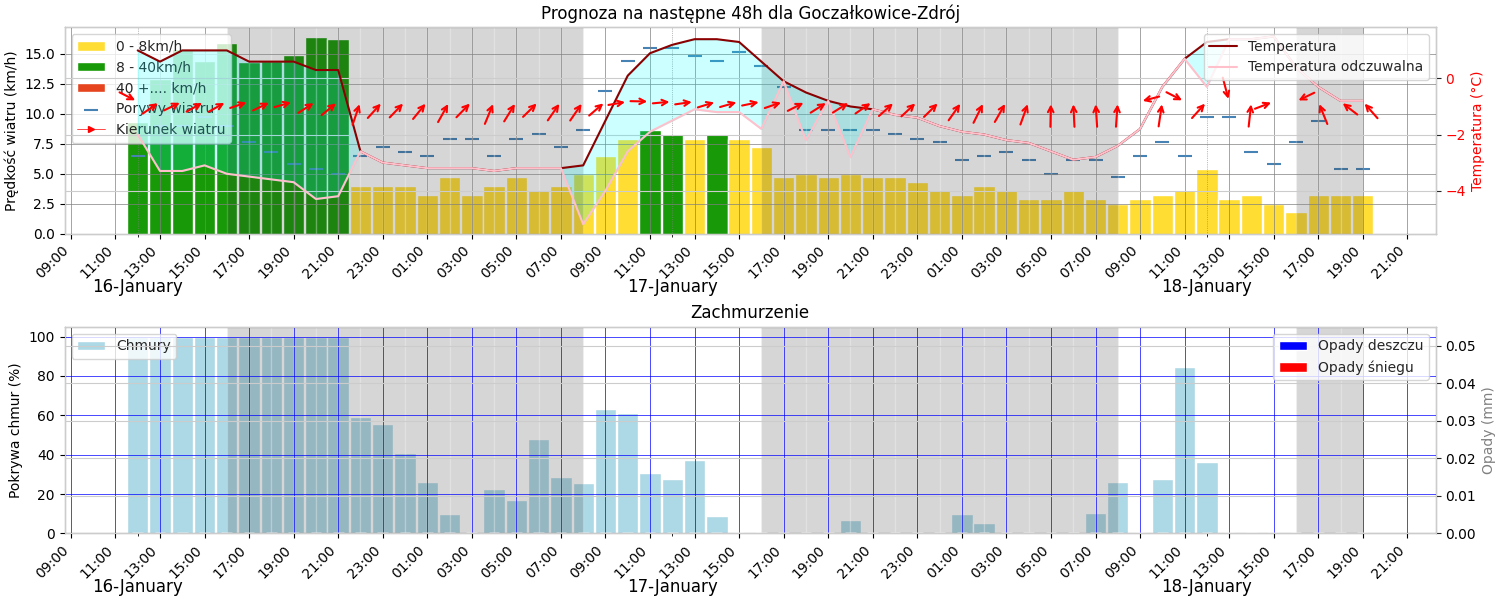 Prognoza na następne 48h dla Goczałkowice-Zdrój
Prędkość wiatru (km/h)
15.0
12.5
10.0
7.5
5.0
2.5
0.0
0 - 8km/h
8 - 40km/h
40 +.... km/h
Porywy wiatru
Kierunek wiatru
Temperatura
Temperatura odczuwalna
0
−2
−4
Temperatura (°C)
09:00 11:00 13:00 15:00 17:00 19:00 21:00 23:00 01:00 03:00 05:00 07:00 09:00 11:00 13:00 15:00 17:00 19:00 21:00 23:00 01:00 03:00 05:00 07:00 09:00 11:00 13:00 15:00 17:00 19:00 21:00
16-January 17-January 18-January
Zachmurzenie
Pokrywa chmur (%)
100
80
60
40
20
0
Chmury
Opady deszczu
Opady śniegu
0.05
0.04
0.03
0.02
0.01
0.00
Opady (mm)
09:00 11:00 13:00 15:00 17:00 19:00 21:00 23:00 01:00 03:00 05:00 07:00 09:00 11:00 13:00 15:00 17:00 19:00 21:00 23:00 01:00 03:00 05:00 07:00 09:00 11:00 13:00 15:00 17:00 19:00 21:00
16-January 17-January 18-January